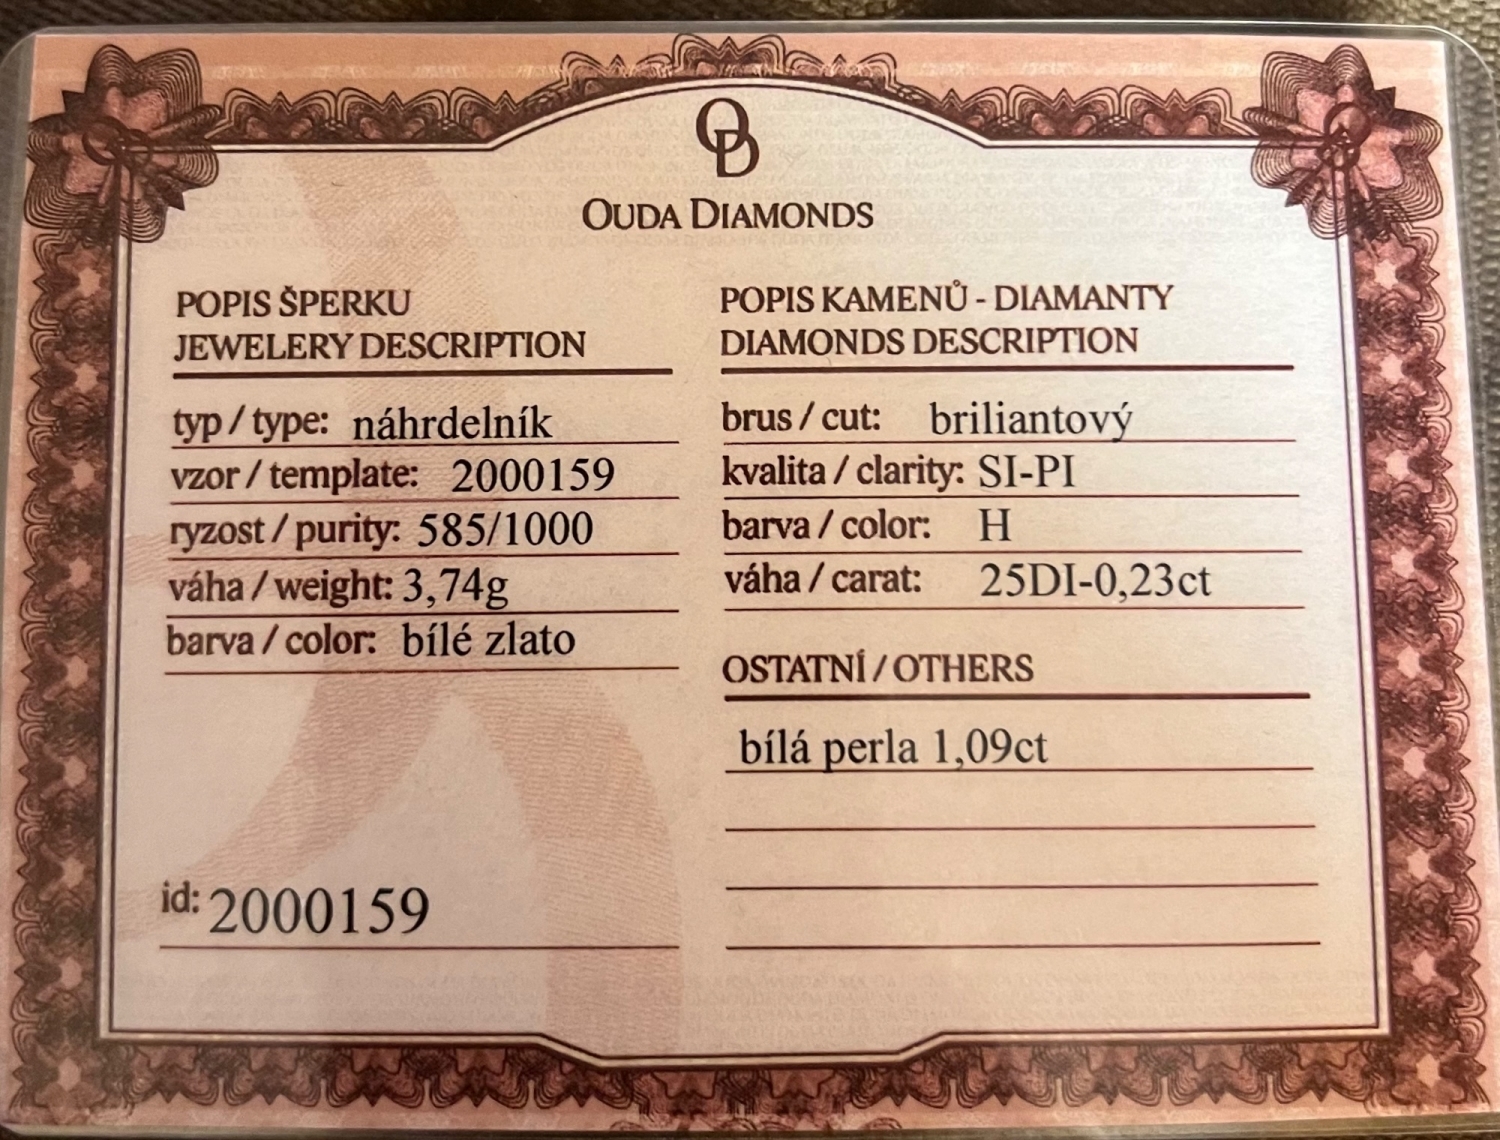 OD
OUDA DIAMONDS
POPIS ŠPERKU
JEWELERY DESCRIPTION
typ / type: náhrdelník
vzor / template: 2000159
ryzost / purity: 585/1000
váha / weight: 3,74g
barva / color: bílé zlato
id: 2000159
POPIS KAMENŮ - DIAMANTY
DIAMONDS DESCRIPTION
brus / cut: briliantový
kvalita / clarity: SI-PI
barva / color: H
váha / carat: 25DI-0,23ct
OSTATNÍ / OTHERS
bílá perla 1,09ct